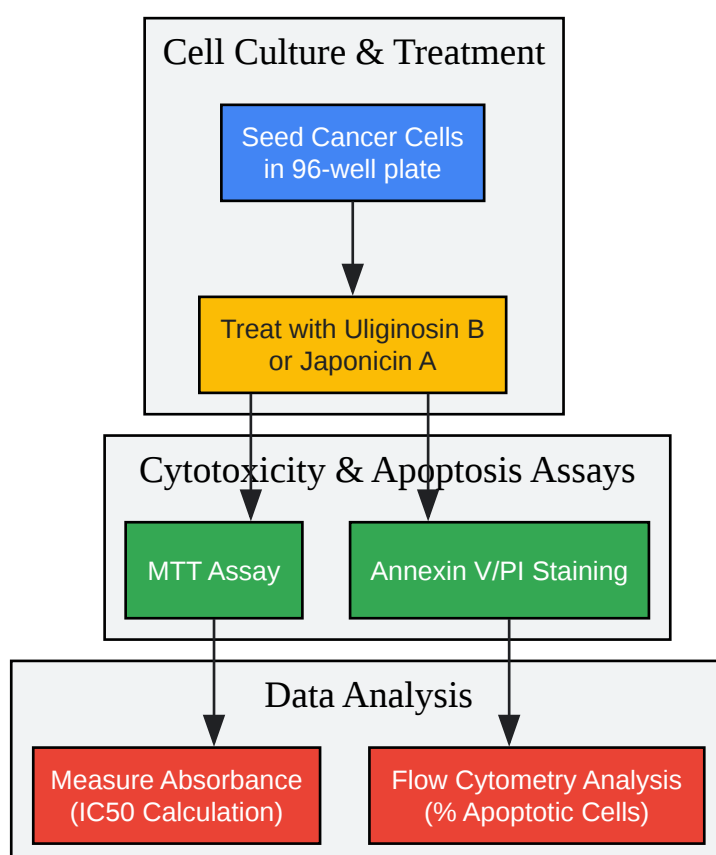 Cell Culture & Treatment
Seed Cancer Cells
in 96-well plate
Treat with Uliginosin B
or Japonicin A
Cytotoxicity & Apoptosis Assays
MTT Assay
Annexin V/PI Staining
Data Analysis
Measure Absorbance
(IC50 Calculation)
Flow Cytometry Analysis
(% Apoptotic Cells)